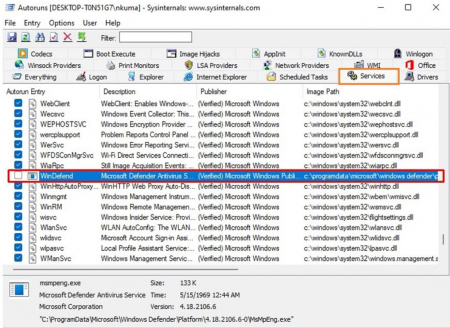 Autoruns [DESKTOP-T0N51G7\nkuma] - Sysinternals: www.sysinternals.com
File Entry Options User Help
Filter:
Codecs Boot Execute Image Hijacks AppInit KnownDLLs Winlogon
Winsock Providers Print Monitors LSA Providers Network Providers WMI Office
Everything Logon Explorer Internet Explorer Scheduled Tasks Services Drivers
Autorun Entry Description Publisher Image Path
WebClient WebClient: Enables Windows-... (Verified) Microsoft Windows c:\windows\system32\webclnt.dll
Wecsvc Windows Event Collector: This... (Verified) Microsoft Windows c:\windows\system32\wecsvc.dll
WEPHOSTSVC Windows Encryption Provider ... (Verified) Microsoft Windows c:\windows\system32\wephostsvc.dll
wercplsupport Problem Reports Control Panel ... (Verified) Microsoft Windows c:\windows\system32\wercplsupport.dll
WerSvc Windows Error Reporting Servi... (Verified) Microsoft Windows c:\windows\system32\wersvc.dll
WFDSConMgrSvc Wi-Fi Direct Services Connecti... (Verified) Microsoft Windows c:\windows\system32\wfdsconmgrsvc.dll
WiaRpc Still Image Acquisition Events: ... (Verified) Microsoft Windows c:\windows\system32\wiarpc.dll
WinDefend Microsoft Defender Antivirus S... (Verified) Microsoft Windows Publi... c:\programdata\microsoft\windows defender\
WinHttpAutoProxy... WinHTTP Web Proxy Auto-Dis... (Verified) Microsoft Windows c:\windows\system32\winhttp.dll
Winmgmt Windows Management Instrum... (Verified) Microsoft Windows c:\windows\system32\wbem\wmisvc.dll
WinRM Windows Remote Managemen... (Verified) Microsoft Windows c:\windows\system32\wsmsvc.dll
wisvc Windows Insider Service: Provi... (Verified) Microsoft Windows c:\windows\system32\flightsettings.dll
WlanSvc WLAN AutoConfig: The WLAN... (Verified) Microsoft Windows c:\windows\system32\wlansvc.dll
wlidsvc Microsoft Account Sign-in Assi... (Verified) Microsoft Windows c:\windows\system32\wlidsvc.dll
wlpasvc Local Profile Assistant Service:... (Verified) Microsoft Windows c:\windows\system32\lpasvc.dll
WManSvc Windows Management Service:... (Verified) Microsoft Windows c:\windows\system32\windows.management.s
msmpeng.exe Size: 133 K
Microsoft Defender Antivirus Service Time: 5/15/1969 12:44 AM
Microsoft Corporation Version: 4.18.2106.6
"C:\ProgramData\Microsoft\Windows Defender\Platform\4.18.2106.6-0\MsMpEng.exe"